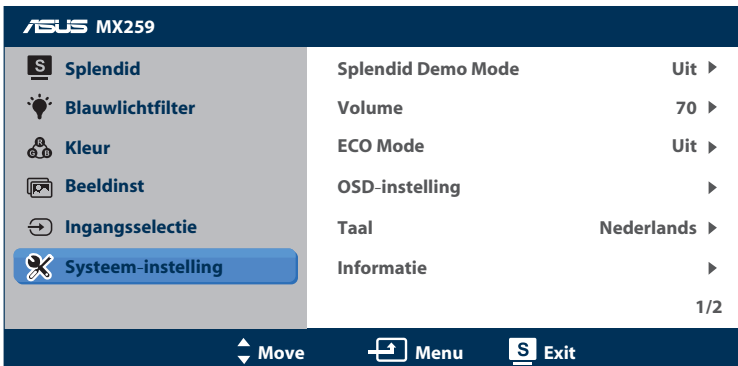 ASUS MX259
S Splendid
Blauwlichtfilter
R G B Kleur
Beeldinst
Ingangsselectie
Systeem-instelling
Splendid Demo Mode Uit
Volume 70
ECO Mode Uit
OSD-instelling
Taal Nederlands
Informatie
1/2
Move Menu S Exit